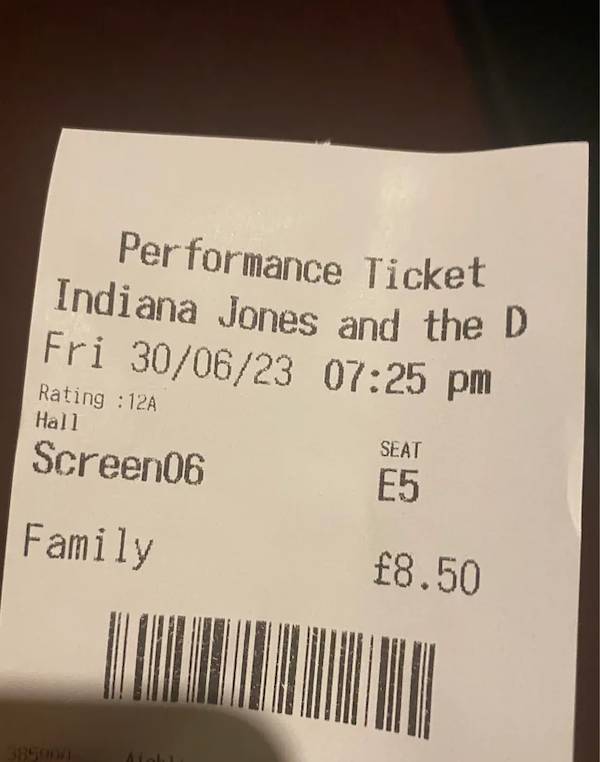 Performance Ticket
Indiana Jones and the D
Fri 30/06/23 07:25 pm
Rating :12A
Hall
SEAT
Screen06
E5
Family
£8.50